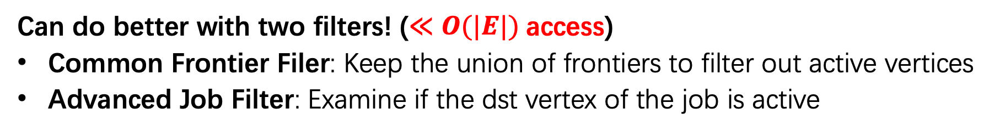 Can do better with two filters! (≪ O(|E|) access)
• Common Frontier Filer: Keep the union of frontiers to filter out active vertices
• Advanced Job Filter: Examine if the dst vertex of the job is active